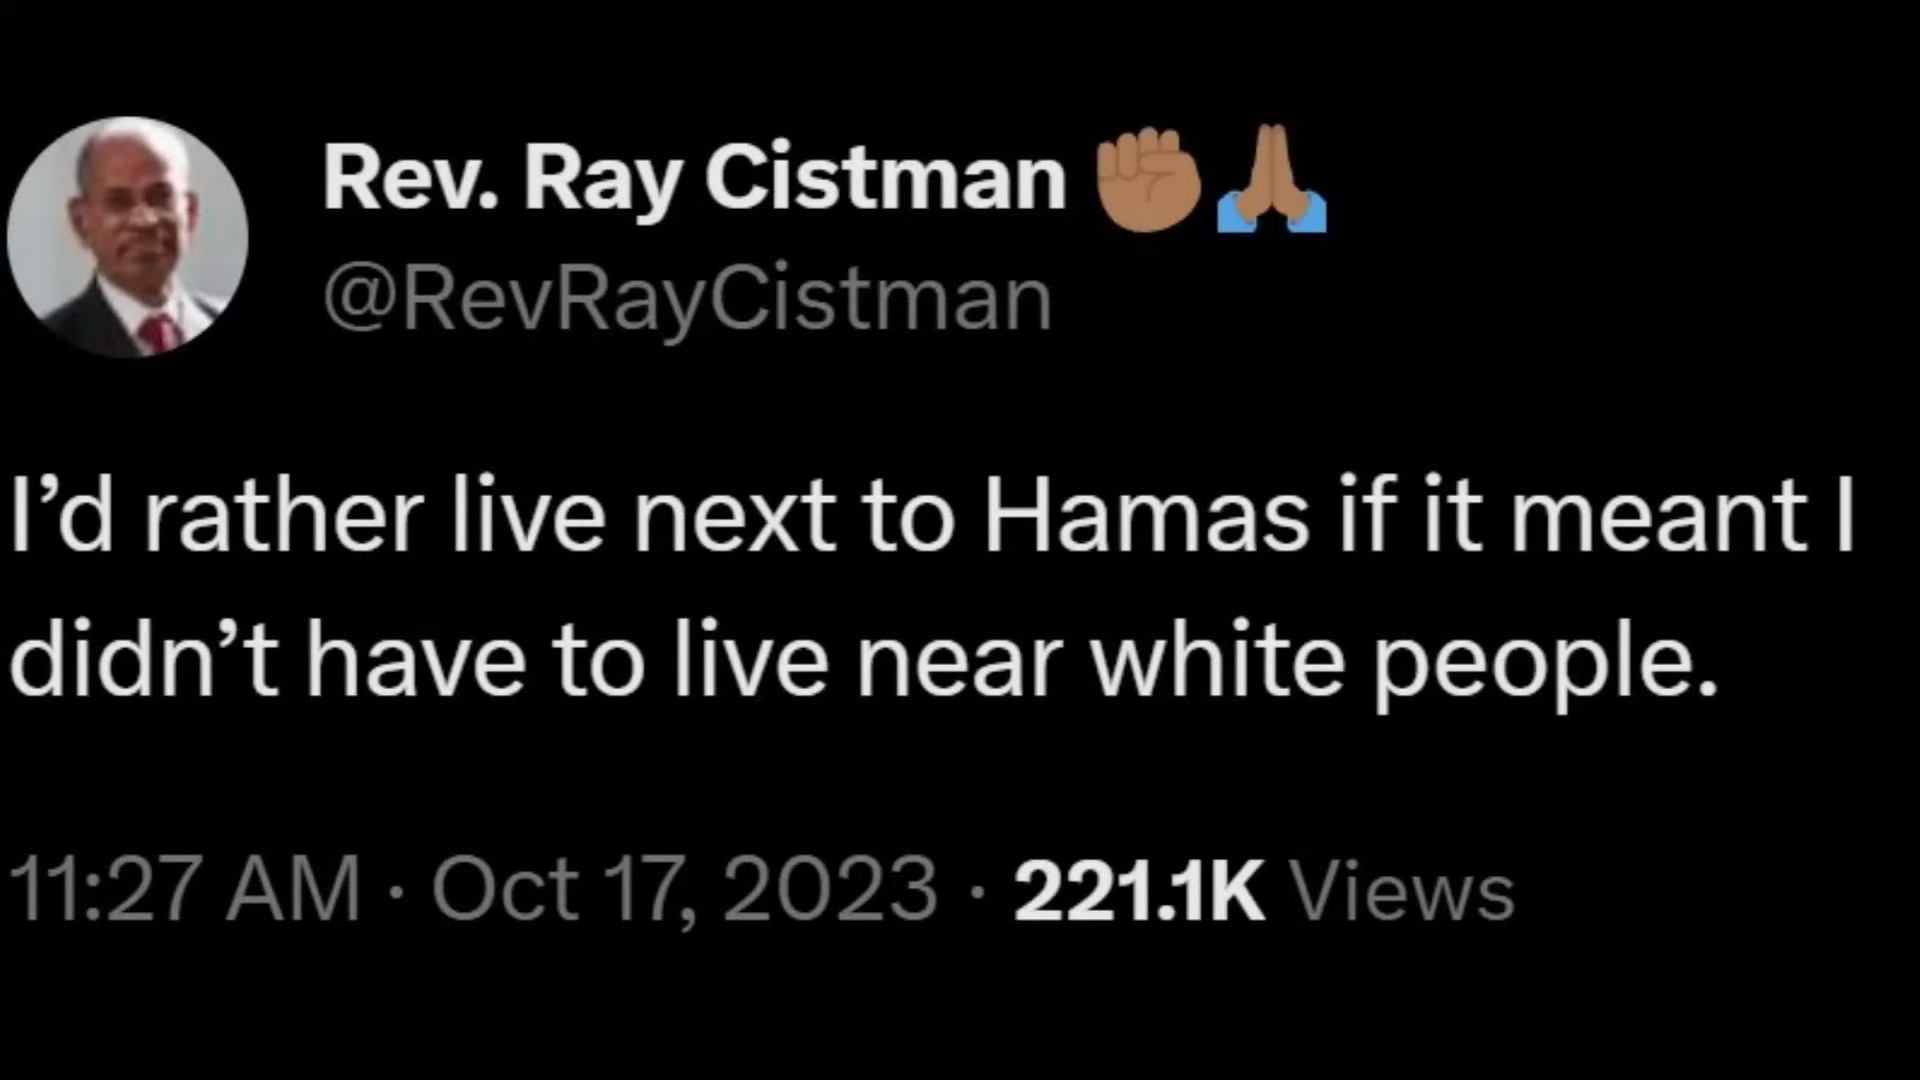 Rev. Ray Cistman ✊🏽🙏🏽
@RevRayCistman
I’d rather live next to Hamas if it meant I
didn’t have to live near white people.
11:27 AM · Oct 17, 2023 · 221.1K Views